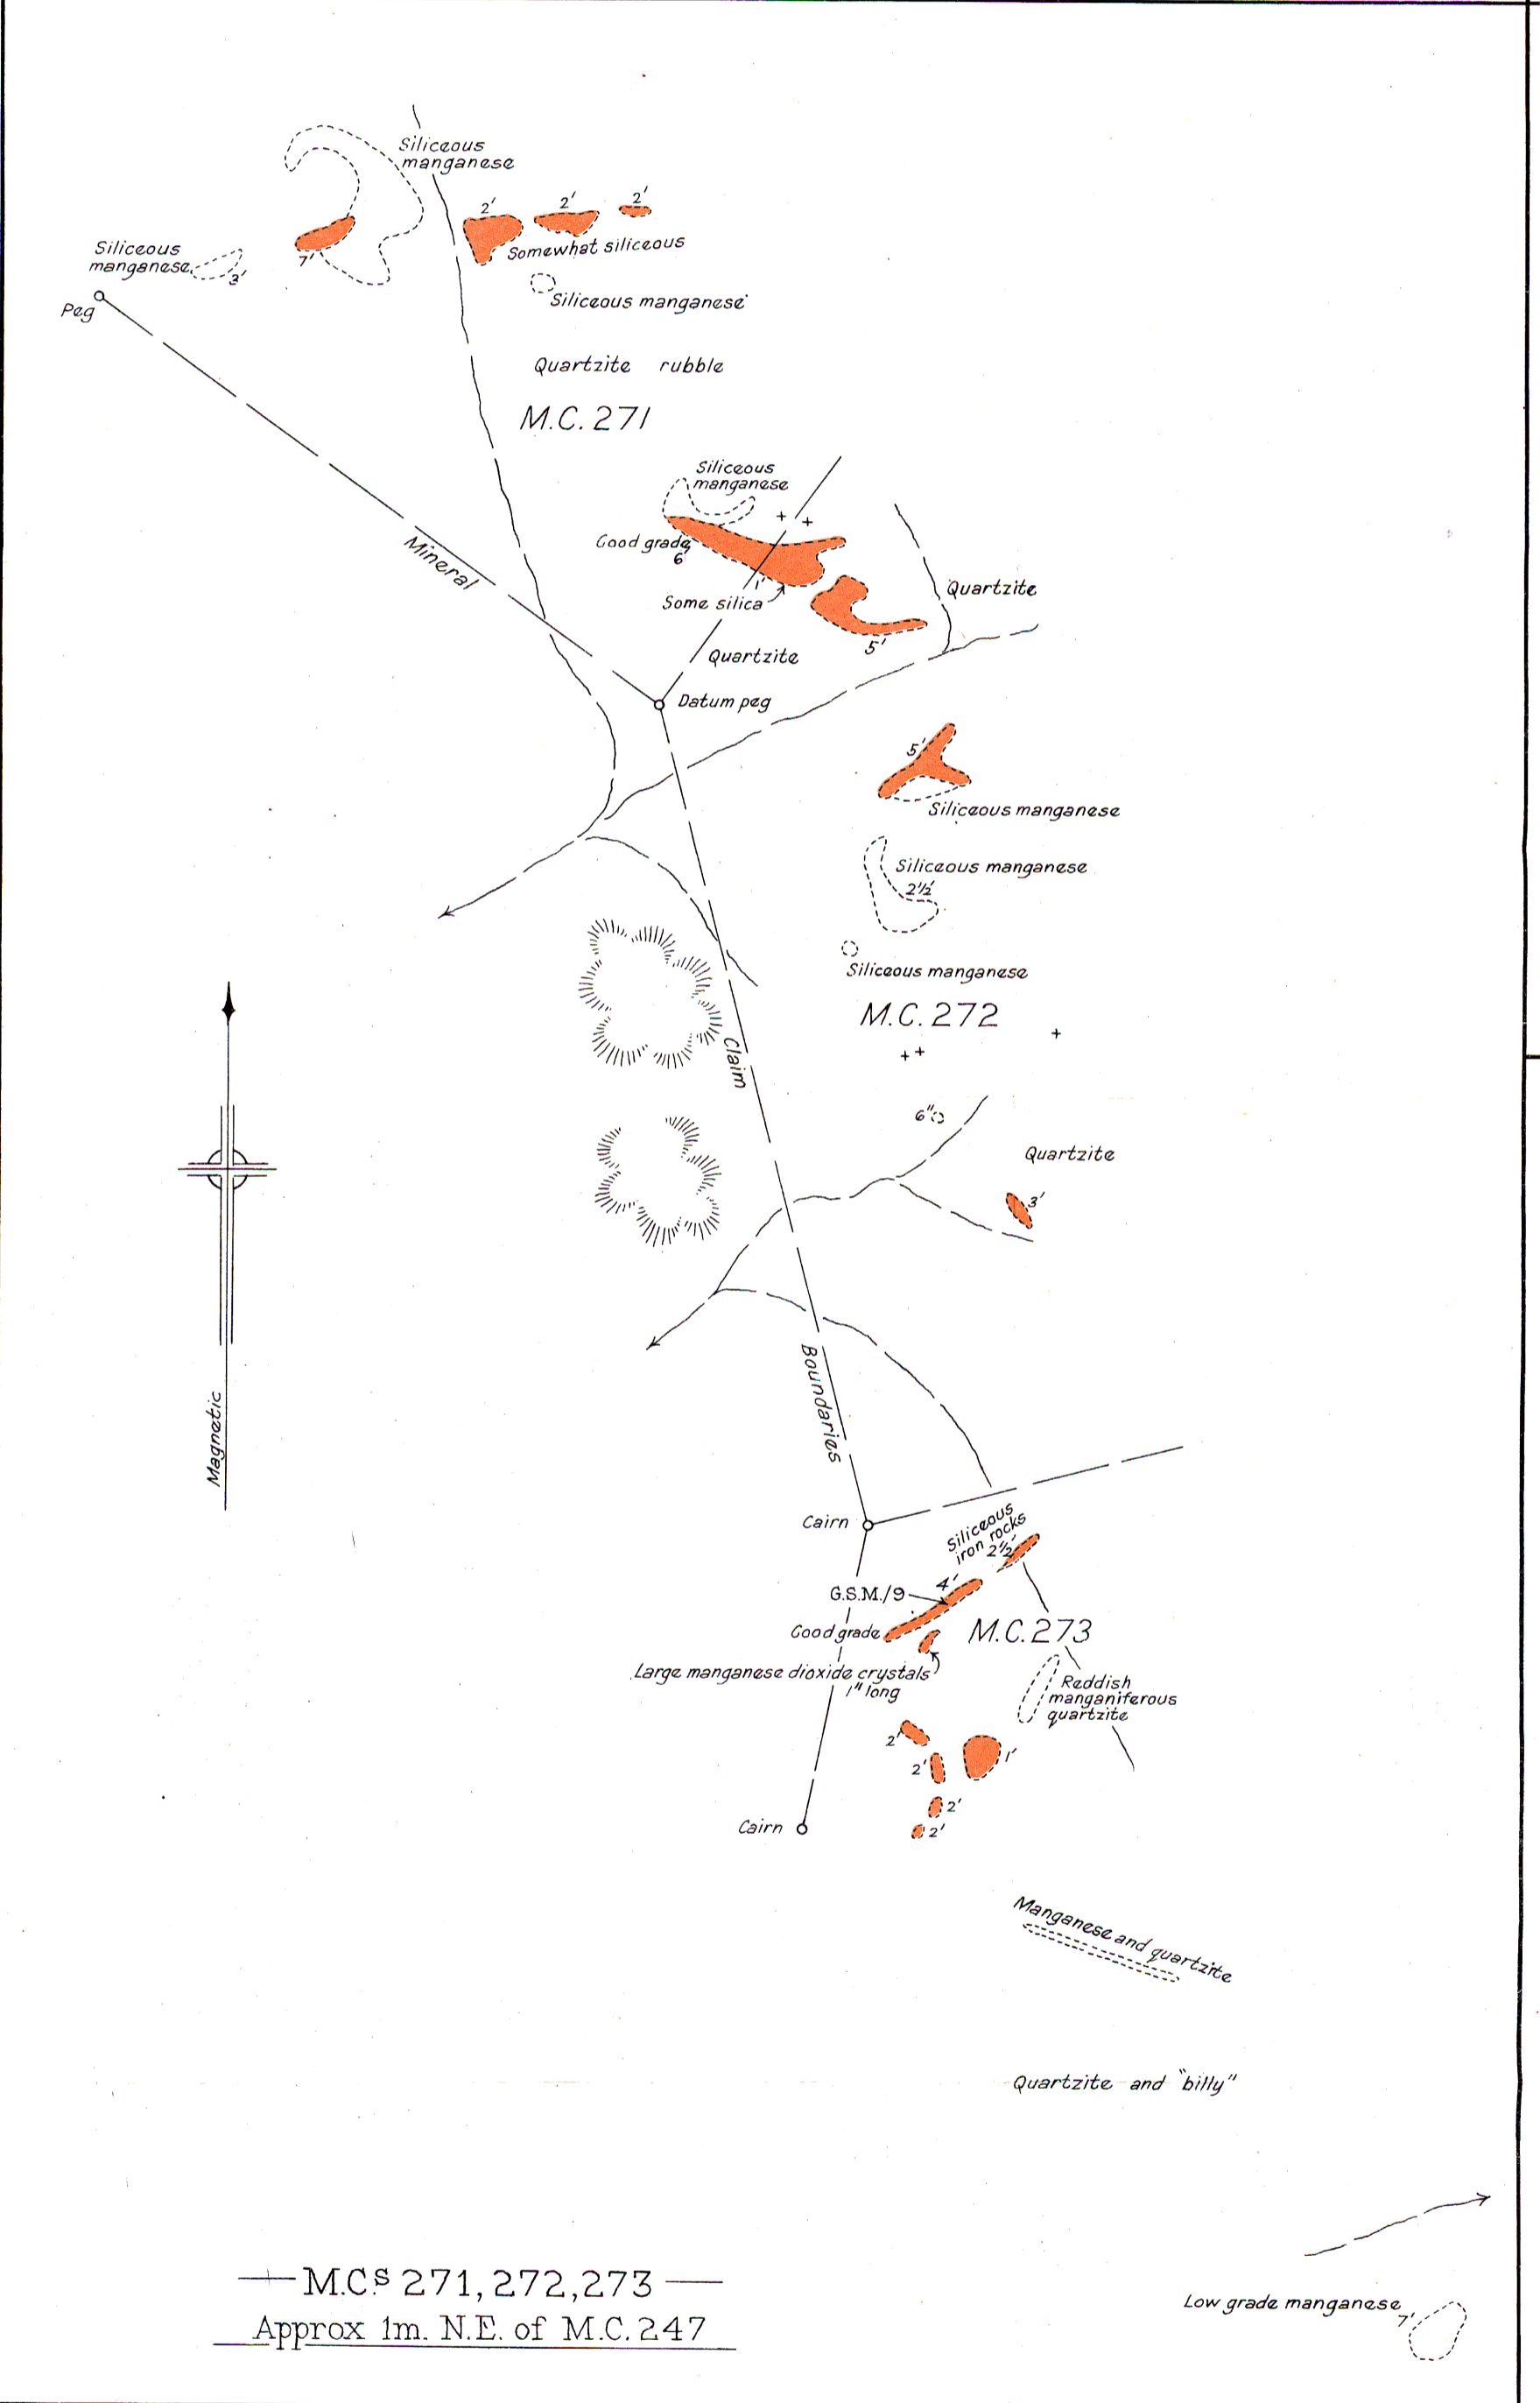 Siliceous
manganese
2'
2'
2'
Somewhat siliceous
7'
Siliceous
manganese
3'
Peg
Siliceous manganese
Quartzite rubble
M.C. 271
Siliceous
manganese
Good grade
6'
1'
Some silica
5'
Quartzite
Mineral
Quartzite
Datum peg
5'
Siliceous manganese
Siliceous manganese
2½'
Siliceous manganese
M.C. 272
Claim
6"
Quartzite
3'
Magnetic
Boundaries
Cairn
Siliceous
iron rocks
2½'
4'
G.S.M./9
Good grade
M.C. 273
Large manganese dioxide crystals
1" long
Reddish
manganiferous
quartzite
2'
2'
1'
2'
2'
Cairn
Manganese and quartzite
Quartzite and "billy"
M.C.s 271, 272, 273
Approx 1m. N.E. of M.C. 247
Low grade manganese
7'